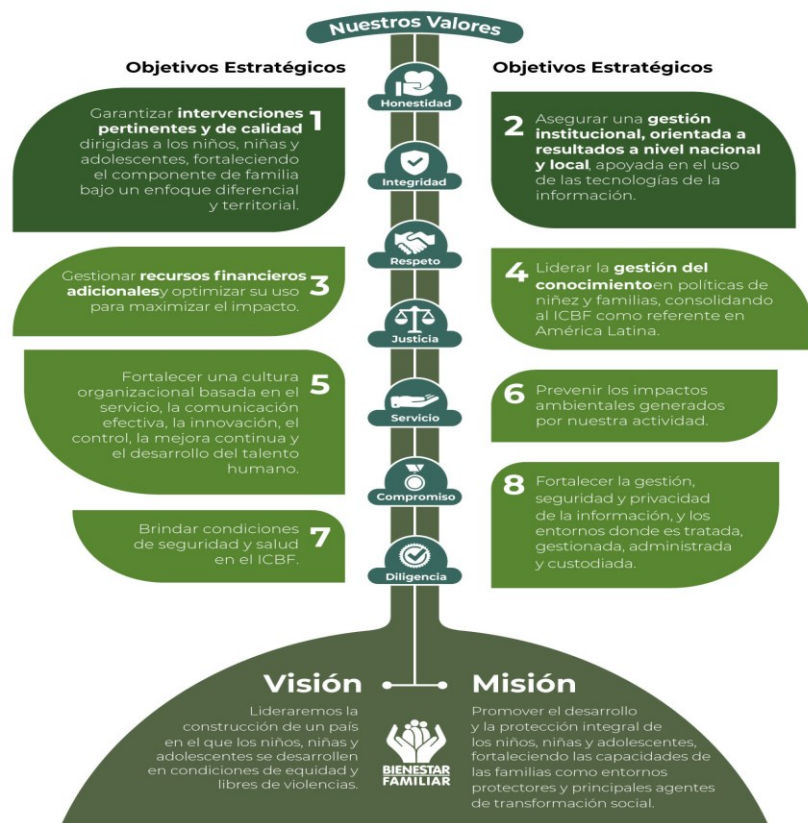 Nuestros Valores
Objetivos Estratégicos
Objetivos Estratégicos
Honestidad
Integridad
Respeto
Justicia
Servicio
Compromiso
Diligencia
1
Garantizar intervenciones
pertinentes y de calidad
dirigidas a los niños, niñas y
adolescentes, fortaleciendo
el componente de familia
bajo un enfoque diferencial
y territorial.
2
Asegurar una gestión
institucional, orientada a
resultados a nivel nacional
y local, apoyada en el uso
de las tecnologías de la
información.
3
Gestionar recursos financieros
adicionalesy optimizar su uso
para maximizar el impacto.
4
Liderar la gestión del
conocimientoen políticas de
niñez y familias, consolidando
al ICBF como referente en
América Latina.
5
Fortalecer una cultura
organizacional basada en el
servicio, la comunicación
efectiva, la innovación, el
control, la mejora continua y
el desarrollo del talento
humano.
6
Prevenir los impactos
ambientales generados
por nuestra actividad.
7
Brindar condiciones
de seguridad y salud
en el ICBF.
8
Fortalecer la gestión,
seguridad y privacidad
de la información, y los
entornos donde es tratada,
gestionada, administrada
y custodiada.
Visión
Lideraremos la
construcción de un país
en el que los niños, niñas y
adolescentes se desarrollen
en condiciones de equidad y
libres de violencias.
BIENESTAR
FAMILIAR
Misión
Promover el desarrollo
y la protección integral de
los niños, niñas y adolescentes,
fortaleciendo las capacidades de
las familias como entornos
protectores y principales agentes
de transformación social.